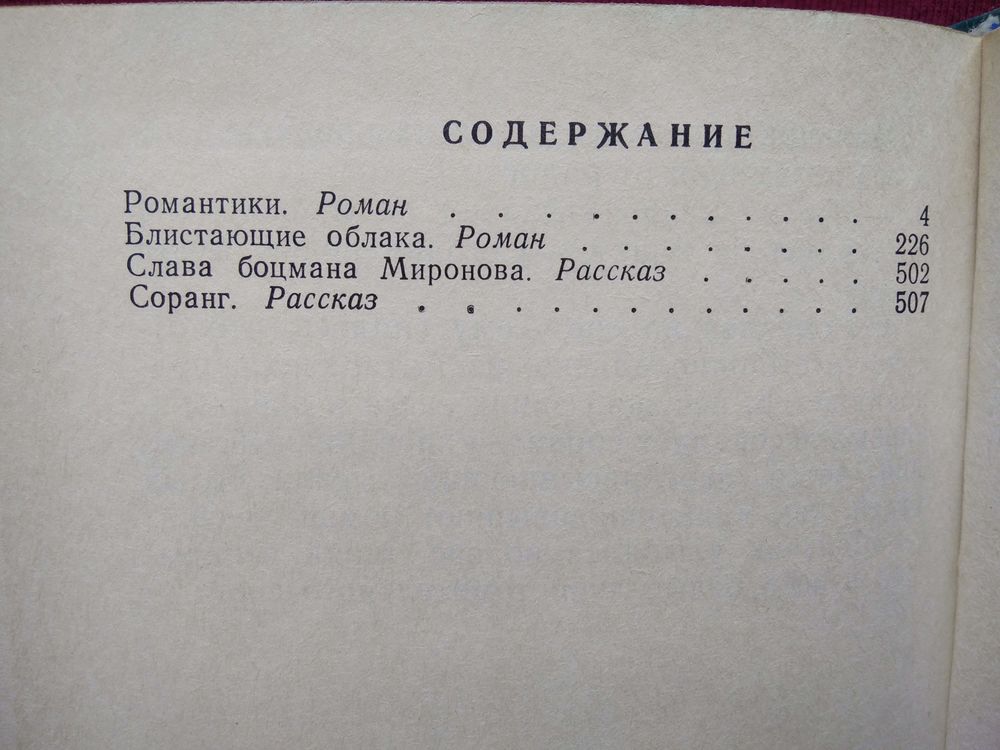 СОДЕРЖАНИЕ
Романтики. Роман . . . . . . . . . . 4
Блистающие облака. Роман . . . . . . . 226
Слава боцмана Миронова. Рассказ . . . . . 502
Соранг. Рассказ . . . . . . . . . . 507